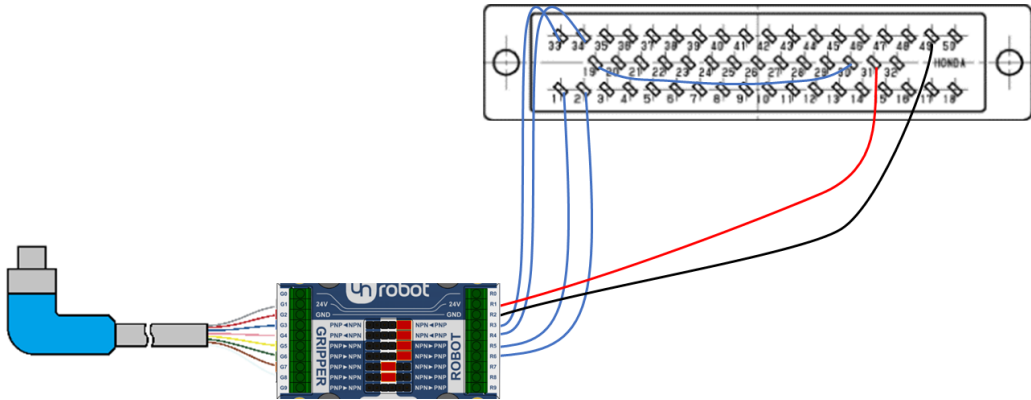 33 34 35 36 37 38 39 40 41 42 43 44 45 46 47 48 49 50
19 20 21 22 23 24 25 26 27 28 29 30 31 32 HONDA
1 2 3 4 5 6 7 8 9 10 11 12 13 14 15 16 17 18
robot
G0 R0
G1 24V 24V R1
G2 GND GND R2
G3 PNP◄NPN NPN◄PNP R3
G4 PNP◄NPN NPN◄PNP R4
G5 PNP►NPN NPN►PNP R5
G6 PNP►NPN NPN►PNP R6
G7 PNP►NPN NPN►PNP R7
G8 PNP►NPN NPN►PNP R8
G9 PNP►NPN NPN►PNP R9
GRIPPER
ROBOT